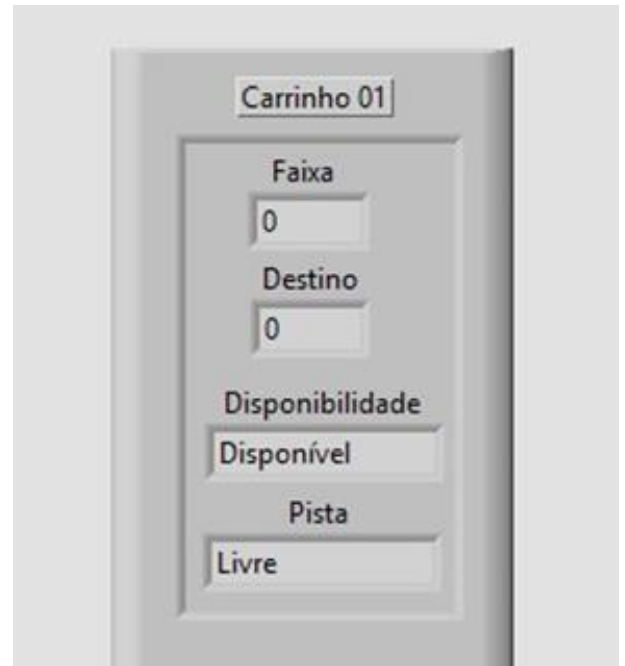 Carrinho 01
Faixa
0
Destino
0
Disponibilidade
Disponível
Pista
Livre